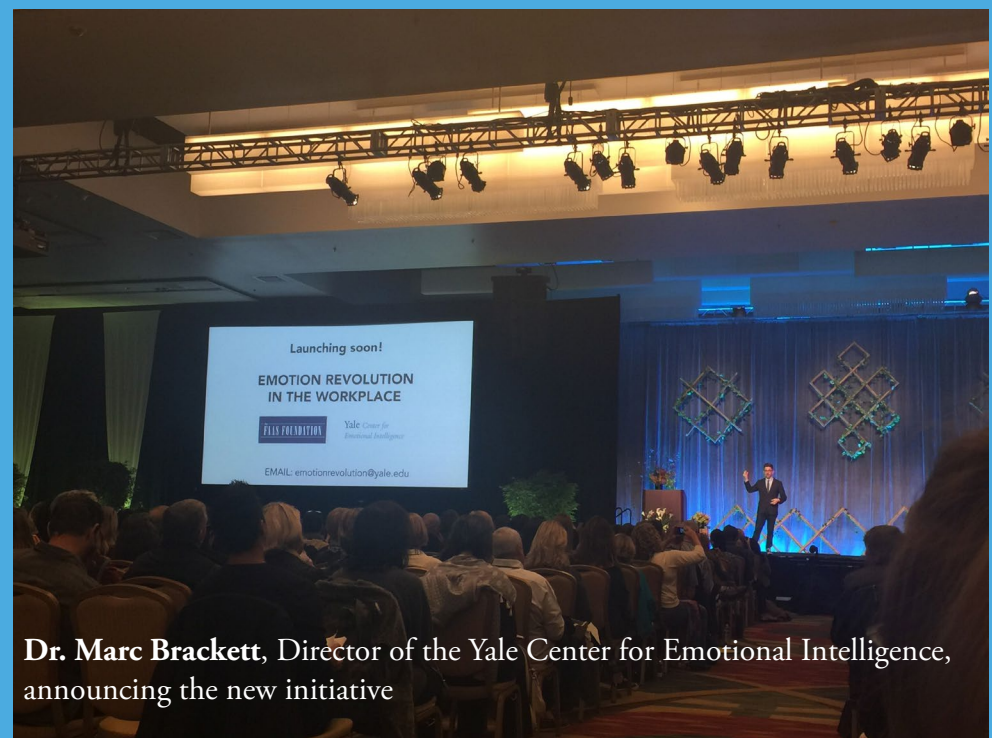 Launching soon!
EMOTION REVOLUTION
IN THE WORKPLACE
FAAS FOUNDATION
Yale Center for
Emotional Intelligence
EMAIL: emotionrevolution@yale.edu
Dr. Marc Brackett, Director of the Yale Center for Emotional Intelligence,
announcing the new initiative